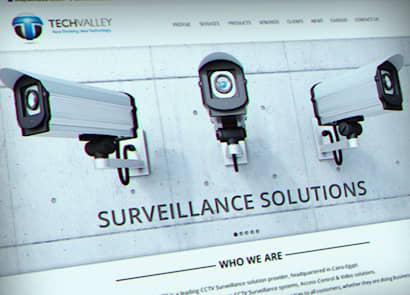 TECHVALLEY
New Thinking, New Technology
PROFILE SERVICES PRODUCTS VENDORS CLIENTS NEWS CAREER CONTACT US
SURVEILLANCE SOLUTIONS
WHO WE ARE
is a leading CCTV Surveillance solution provider, headquartered in Cairo-Egypt.
CCTV Surveillance systems, Access Control & Video solutions.
to all customers, whether they are doing business